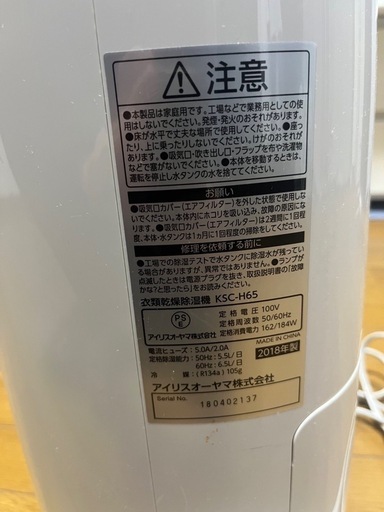 注意
●本製品は家庭用です。工場などで業務用としての使
用はしないでください。発煙・発火のおそれがあります。
●床が水平で丈夫な場所で使用してください。●座っ
たり、上に乗ったりしないでください。けがのおそれが
あります。●吸気口・吹き出し口・フラップを布や洗濯物
などで塞がないでください。●本体を移動するときは、
運転を停止し水タンクの水を捨ててください。
お願い
●吸気口カバー(エアフィルター)を外した状態で使用し
ないでください。本体内にホコリを吸い込み、故障の原因にな
ります。●吸気口カバー(エアフィルター)は2週間に1回程
度、本体・水タンクは1ヵ月に1回程度の掃除をしてください。
修理を依頼する前に
●工場での除湿テストで水タンクに除湿水が残ってい
る場合がありますが、異常ではありません。●ランプが
点滅したときは電源プラグを抜き、取扱説明書の「故障
かな?と思ったら」をお読みください。
衣類乾燥除湿機 KSC-H65
PSE
アイリスオーヤマ株式会社
定格電圧 100V
定格周波数 50/60Hz
定格消費電力 162/184W
電流ヒューズ:5.0A/2.0A
MADE IN CHINA
定格除湿能力:50Hz:5.5L/日
60Hz:6.5L/日
2018年製
冷媒:(R134a)105g
アイリスオーヤマ株式会社
Serial No.
180402137